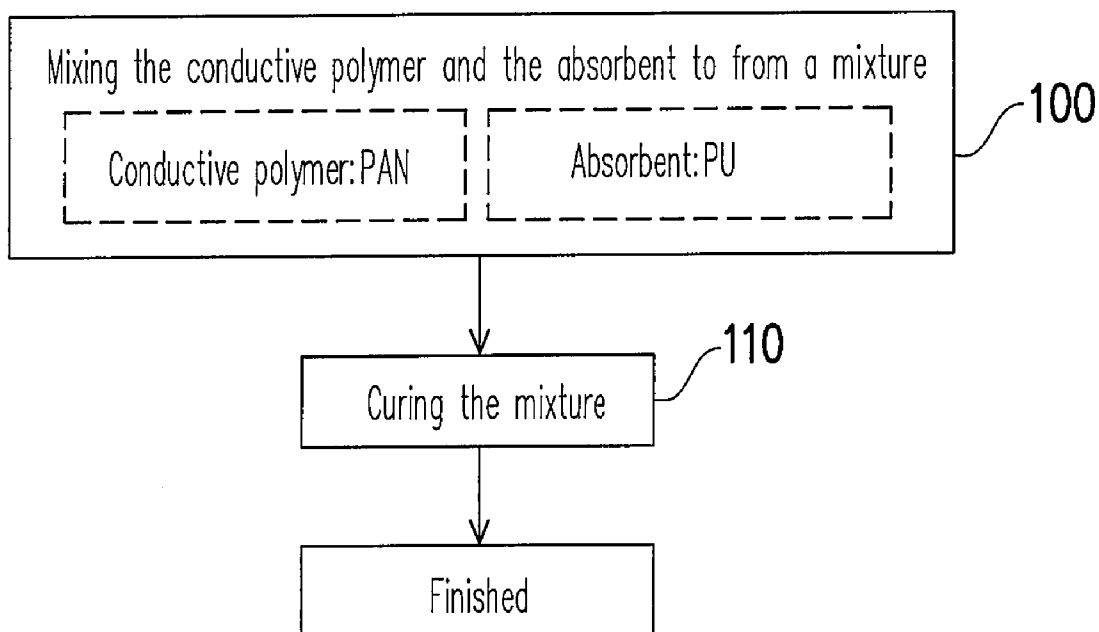 Mixing the conductive polymer and the absorbent to from a mixture
Conductive polymer:PAN
Absorbent:PU
100
110
Curing the mixture
Finished